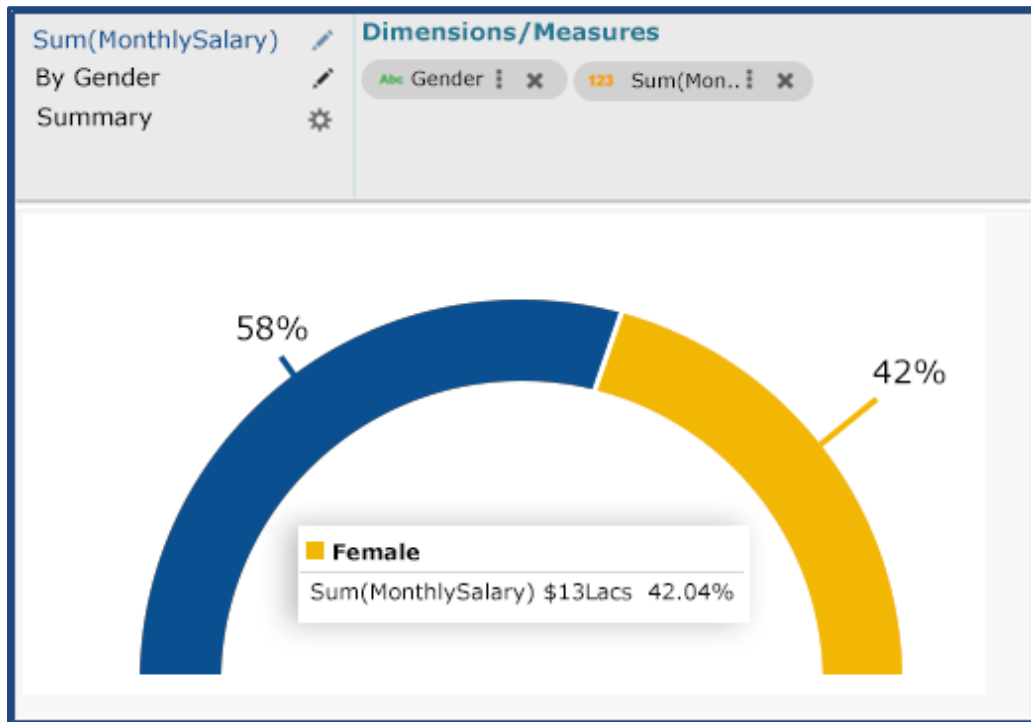 Sum(MonthlySalary)
By Gender
Summary
Dimensions/Measures
Abc Gender
123 Sum(Mon..
58%
42%
Female
Sum(MonthlySalary) $13Lacs 42.04%